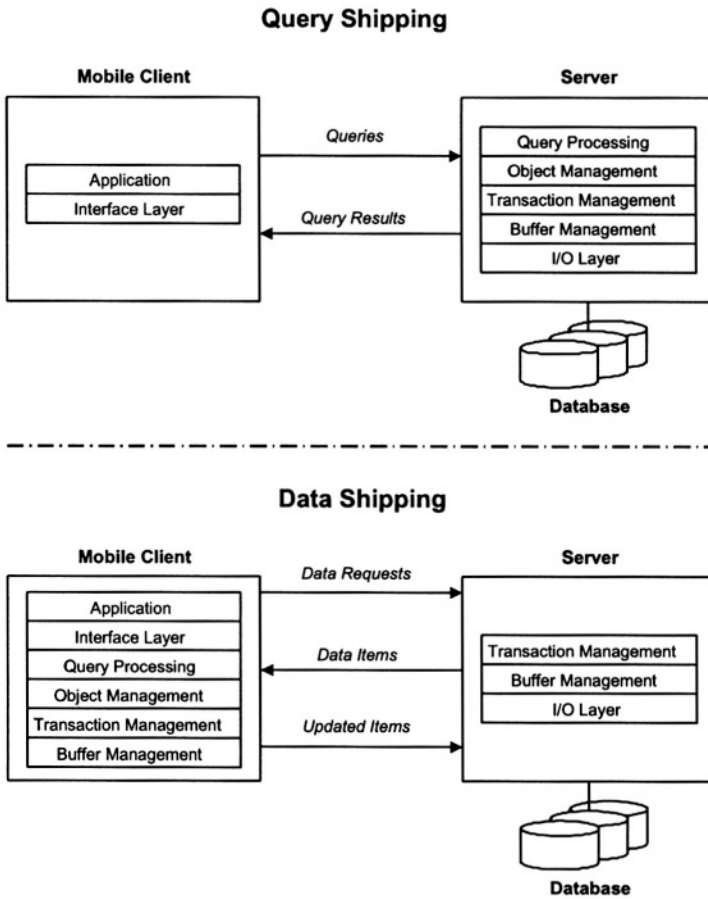 Query Shipping
Mobile Client
Server
Queries
Query Results
Application
Interface Layer
Query Processing
Object Management
Transaction Management
Buffer Management
I/O Layer
Database
Data Shipping
Mobile Client
Server
Data Requests
Data Items
Updated Items
Application
Interface Layer
Query Processing
Object Management
Transaction Management
Buffer Management
Transaction Management
Buffer Management
I/O Layer
Database